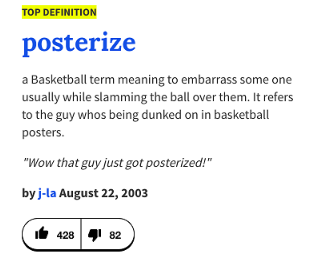 TOP DEFINITION
posterize
a Basketball term meaning to embarrass some one
usually while slamming the ball over them. It refers
to the guy whos being dunked on in basketball
posters.
"Wow that guy just got posterized!"
by j-la August 22, 2003
428 82